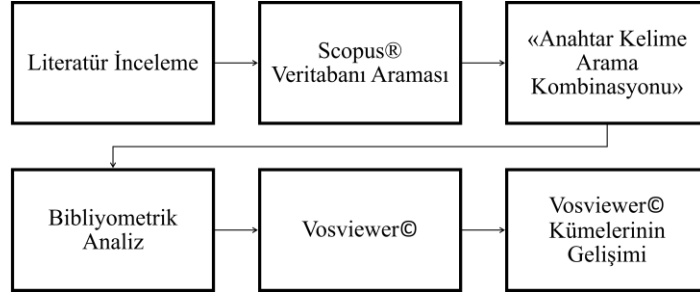 Literatür İnceleme
Scopus®
Veritabanı Araması
«Anahtar Kelime
Arama
Kombinasyonu»
Bibliyometrik
Analiz
Vosviewer©
Vosviewer©
Kümelerinin
Gelişimi